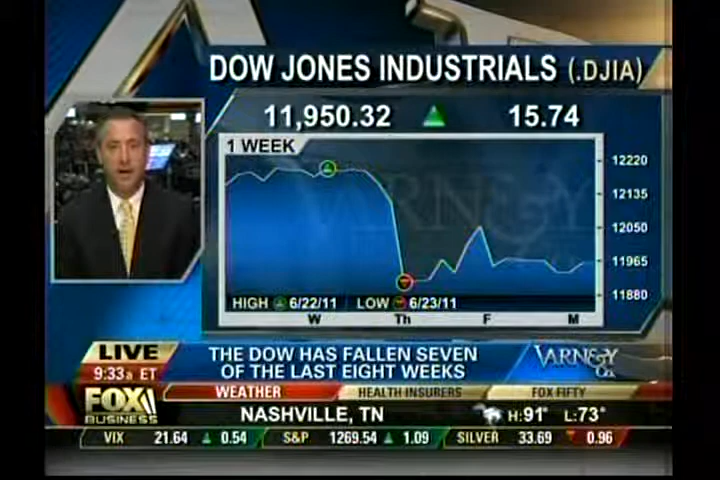 DOW JONES INDUSTRIALS (.DJIA)
11,950.32 15.74
1 WEEK
12220
12135
12050
11965
11880
HIGH 6/22/11 LOW 6/23/11
W Th F M
VARNEY
LIVE
9:33a ET
THE DOW HAS FALLEN SEVEN
OF THE LAST EIGHT WEEKS
VARNEY
& Co.
WEATHER HEALTH INSURERS FOX FIFTY
FOX
BUSINESS
NASHVILLE, TN H:91° L:73°
VIX 21.64 0.54 S&P 1269.54 1.09 SILVER 33.69 0.96